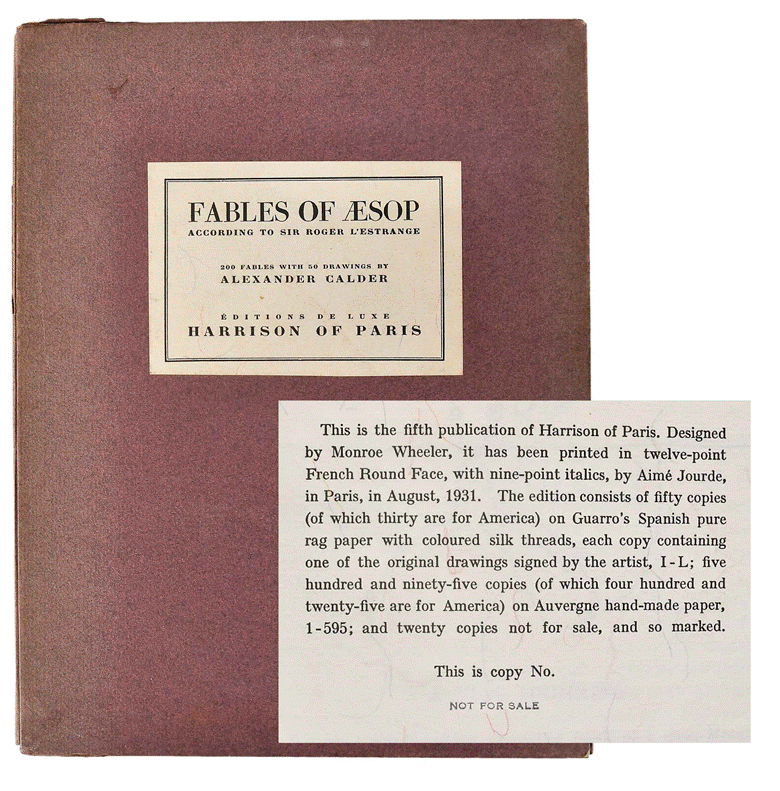 FABLES OF ÆSOP
ACCORDING TO SIR ROGER L'ESTRANGE
200 FABLES WITH 50 DRAWINGS BY
ALEXANDER CALDER
ÉDITIONS DE LUXE
HARRISON OF PARIS
This is the fifth publication of Harrison of Paris. Designed
by Monroe Wheeler, it has been printed in twelve-point
French Round Face, with nine-point italics, by Aimé Jourde,
in Paris, in August, 1931. The edition consists of fifty copies
(of which thirty are for America) on Guarro's Spanish pure
rag paper with coloured silk threads, each copy containing
one of the original drawings signed by the artist, I-L; five
hundred and ninety-five copies (of which four hundred and
twenty-five are for America) on Auvergne hand-made paper,
1-595; and twenty copies not for sale, and so marked.
This is copy No.
NOT FOR SALE